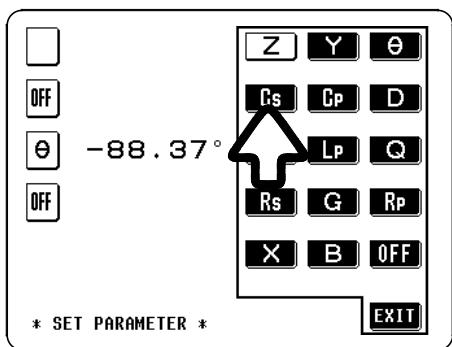 Z Y θ
OFF Cs Cp D
θ -88.37° Lp Q
OFF Rs G Rp
X B OFF
* SET PARAMETER * EXIT